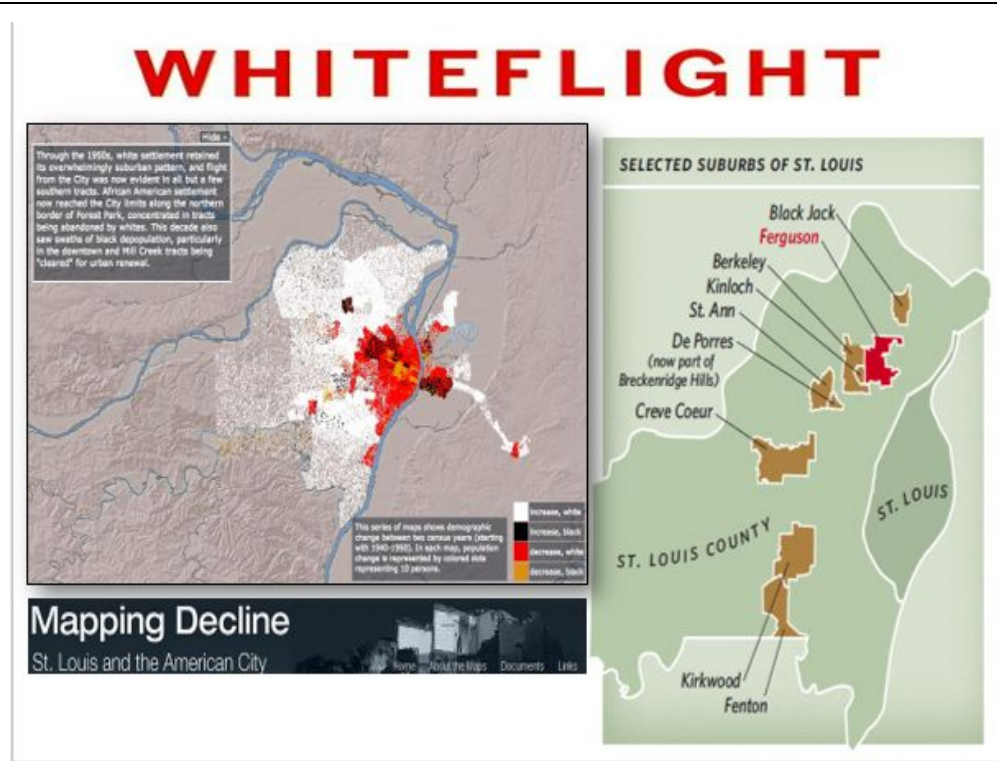 WHITEFLIGHT
Hide
Through the 1950s, white settlement retained
its overwhelmingly suburban pattern, and flight
from the City was now evident in all but a few
southern tracts. African American settlement
now reached the City limits along the northern
border of Forest Park, concentrated in tracts
being abandoned by whites. This decade also
saw swaths of black depopulation, particularly
in the downtown and Mill Creek tracts being
"cleared" for urban renewal.
This series of maps shows demographic
change between two census years (starting
with 1940-1950). In each map, population
change is represented by colored dots
representing 10 persons.
increase, white
increase, black
decrease, white
decrease, black
Mapping Decline
St. Louis and the American City
Home About the Maps Documents Links
SELECTED SUBURBS OF ST. LOUIS
Black Jack
Ferguson
Berkeley
Kinloch
St. Ann
De Porres
(now part of
Breckenridge Hills)
Creve Coeur
ST. LOUIS
ST. LOUIS COUNTY
Kirkwood
Fenton